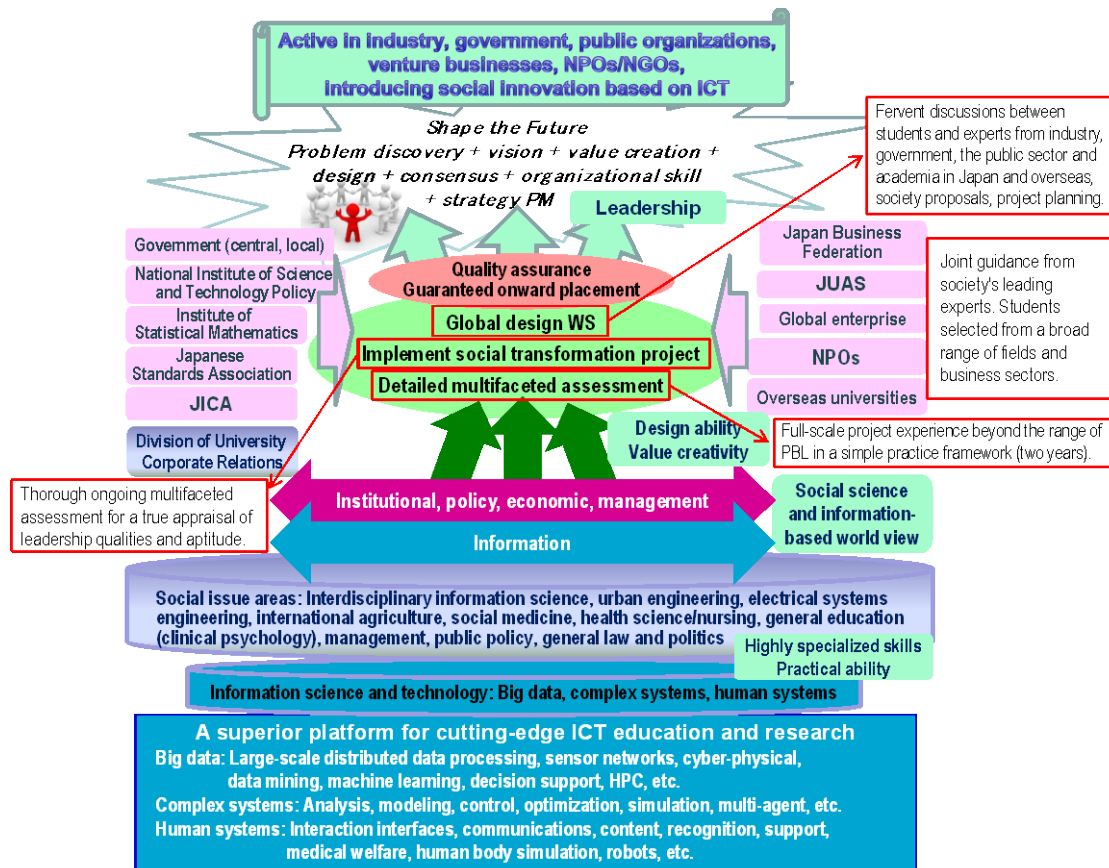 Active in industry, government, public organizations,
venture businesses, NPOs/NGOs,
introducing social innovation based on ICT
Shape the Future
Problem discovery + vision + value creation +
design + consensus + organizational skill
+ strategy PM
Leadership
Fervent discussions between
students and experts from industry,
government, the public sector and
academia in Japan and overseas,
society proposals, project planning.
Government (central, local)
National Institute of Science
and Technology Policy
Institute of
Statistical Mathematics
Japanese
Standards Association
JICA
Division of University
Corporate Relations
Quality assurance
Guaranteed onward placement
Global design WS
Implement social transformation project
Detailed multifaceted assessment
Japan Business
Federation
JUAS
Global enterprise
NPOs
Overseas universities
Joint guidance from
society's leading
experts. Students
selected from a broad
range of fields and
business sectors.
Design ability
Value creativity
Full-scale project experience beyond the range of
PBL in a simple practice framework (two years).
Thorough ongoing multifaceted
assessment for a true appraisal of
leadership qualities and aptitude.
Institutional, policy, economic, management
Information
Social science
and information-
based world view
Social issue areas: Interdisciplinary information science, urban engineering, electrical systems
engineering, international agriculture, social medicine, health science/nursing, general education
(clinical psychology), management, public policy, general law and politics
Highly specialized skills
Practical ability
Information science and technology: Big data, complex systems, human systems
A superior platform for cutting-edge ICT education and research
Big data: Large-scale distributed data processing, sensor networks, cyber-physical,
data mining, machine learning, decision support, HPC, etc.
Complex systems: Analysis, modeling, control, optimization, simulation, multi-agent, etc.
Human systems: Interaction interfaces, communications, content, recognition, support,
medical welfare, human body simulation, robots, etc.